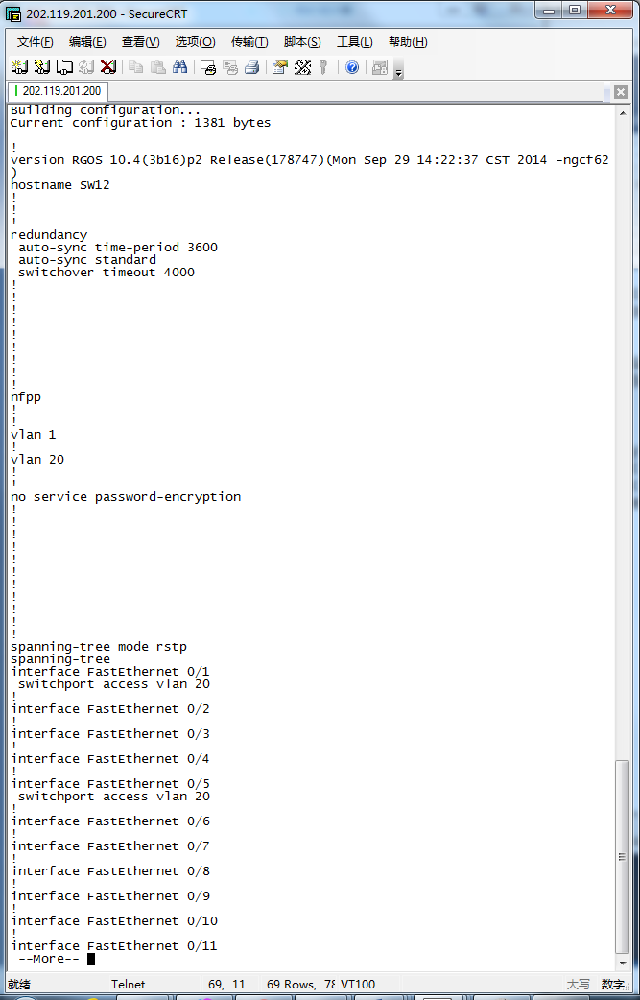 202.119.201.200 - SecureCRT
文件(F) 编辑(E) 查看(V) 选项(O) 传输(T) 脚本(S) 工具(L) 帮助(H)
202.119.201.200
Building configuration...
Current configuration : 1381 bytes
!
version RGOS 10.4(3b16)p2 Release(178747)(Mon Sep 29 14:22:37 CST 2014 -ngcf62
)
hostname SW12
!
!
!
redundancy
 auto-sync time-period 3600
 auto-sync standard
 switchover timeout 4000
!
!
!
!
!
!
!
!
!
nfpp
!
!
vlan 1
!
vlan 20
!
!
no service password-encryption
!
!
!
!
!
!
!
!
!
!
!
spanning-tree mode rstp
spanning-tree
interface FastEthernet 0/1
 switchport access vlan 20
!
interface FastEthernet 0/2
!
interface FastEthernet 0/3
!
interface FastEthernet 0/4
!
interface FastEthernet 0/5
 switchport access vlan 20
!
interface FastEthernet 0/6
!
interface FastEthernet 0/7
!
interface FastEthernet 0/8
!
interface FastEthernet 0/9
!
interface FastEthernet 0/10
!
interface FastEthernet 0/11
 --More--
就绪 Telnet 69, 11 69 Rows, 78 VT100 大写 数字